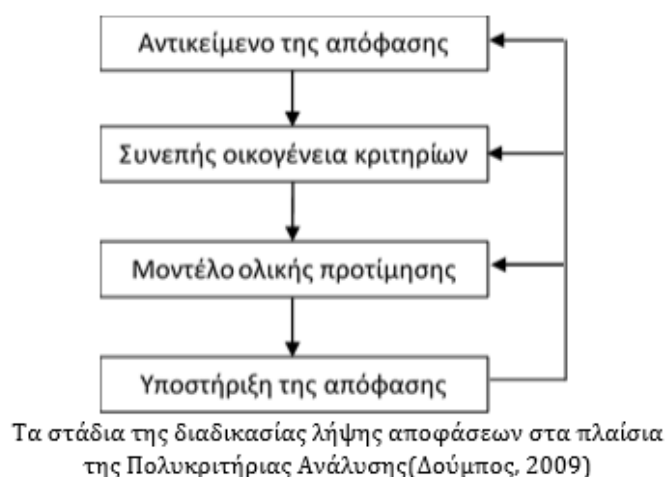 Αντικείμενο της απόφασης
Συνεπής οικογένεια κριτηρίων
Μοντέλο ολικής προτίμησης
Υποστήριξη της απόφασης
Τα στάδια της διαδικασίας λήψης αποφάσεων στα πλαίσια
της Πολυκριτήριας Ανάλυσης(Δούμπος, 2009)